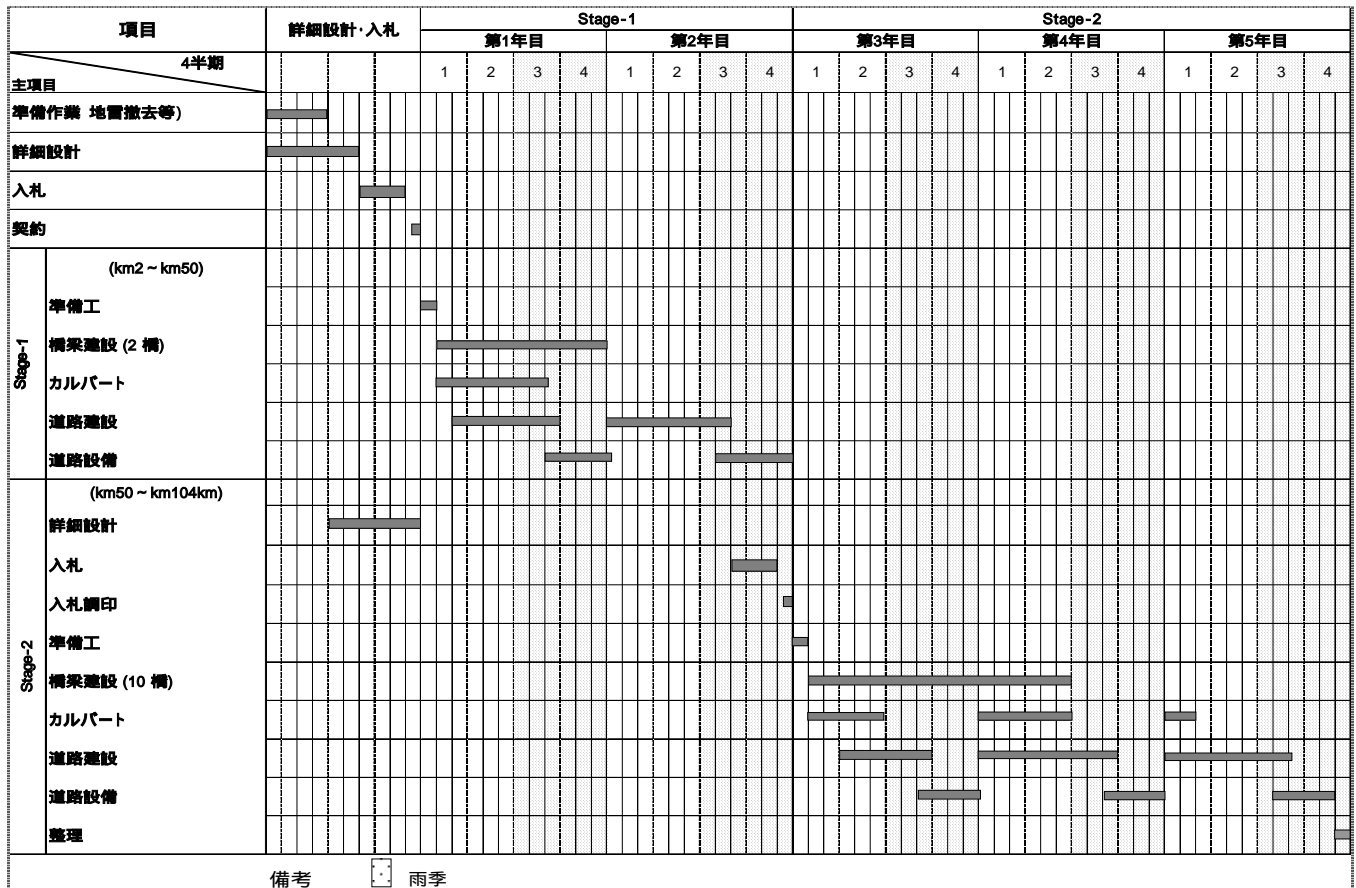 項目 詳細設計・入札 Stage-1 Stage-2
第1年目 第2年目 第3年目 第4年目 第5年目
4半期
主項目
1 2 3 4 1 2 3 4 1 2 3 4 1 2 3 4 1 2 3 4
準備作業 地雷撤去等)
詳細設計
入札
契約
Stage-1
(km2～km50)
準備工
橋梁建設 (2 橋)
カルバート
道路建設
道路設備
Stage-2
(km50～km104km)
詳細設計
入札
入札調印
準備工
橋梁建設 (10 橋)
カルバート
道路建設
道路設備
整理
備考 雨季